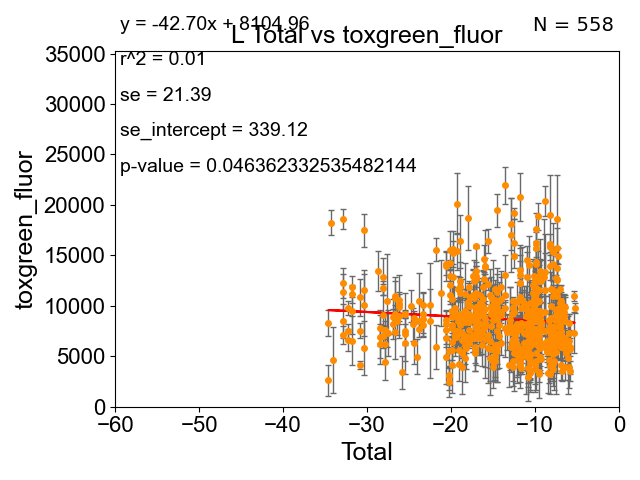 y = -42.70x + 8104.96
L Total vs toxgreen_fluor
N = 558
r^2 = 0.01
se = 21.39
se_intercept = 339.12
p-value = 0.046362332535482144
35000
30000
25000
20000
15000
10000
5000
0
toxgreen_fluor
−60 −50 −40 −30 −20 −10 0
Total